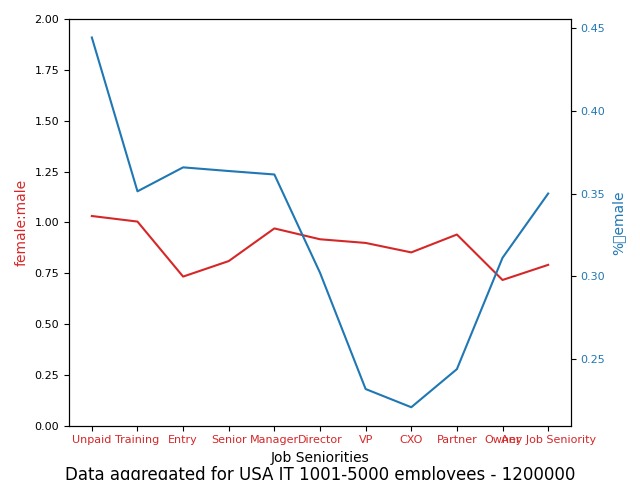 2.00
1.75
1.50
1.25
1.00
0.75
0.50
0.25
0.00
female:male
0.45
0.40
0.35
0.30
0.25
% emale
Unpaid Training Entry Senior Manager Director VP CXO Partner Owner Any Job Seniority
Job Seniorities
Data aggregated for USA IT 1001-5000 employees - 1200000